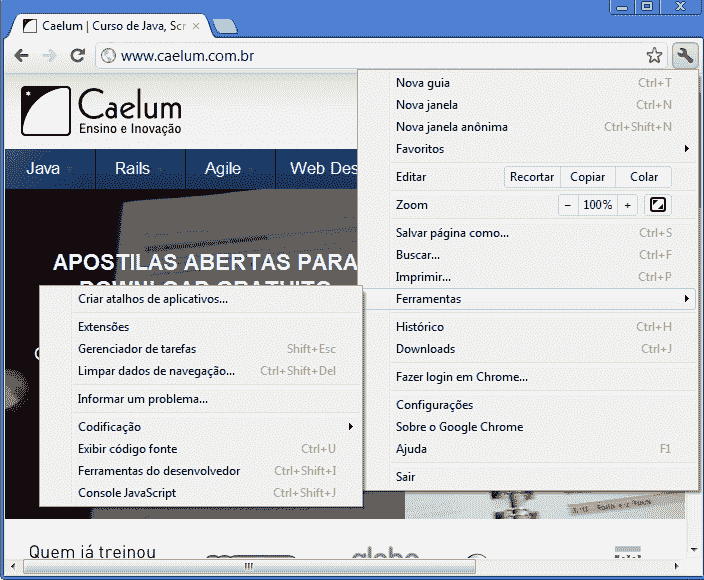 Caelum | Curso de Java, Scr
www.caelum.com.br
Caelum
Ensino e Inovação
Java Rails Agile Web Des
APOSTILAS ABERTAS PARA
DOWNLOAD GRATUITO
Nova guia Ctrl+T
Nova janela Ctrl+N
Nova janela anônima Ctrl+Shift+N
Favoritos
Editar Recortar Copiar Colar
Zoom − 100% +
Salvar página como... Ctrl+S
Buscar... Ctrl+F
Imprimir... Ctrl+P
Ferramentas
Histórico Ctrl+H
Downloads Ctrl+J
Fazer login em Chrome...
Configurações
Sobre o Google Chrome
Ajuda F1
Sair
Criar atalhos de aplicativos...
Extensões
Gerenciador de tarefas Shift+Esc
Limpar dados de navegação... Ctrl+Shift+Del
Informar um problema...
Codificação
Exibir código fonte Ctrl+U
Ferramentas do desenvolvedor Ctrl+Shift+I
Console JavaScript Ctrl+Shift+J
Quem já treinou
globo